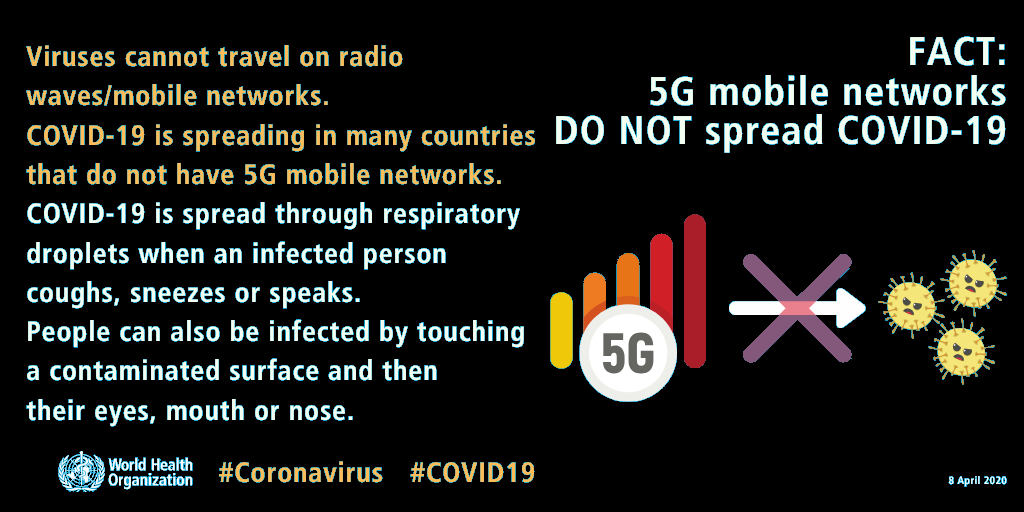 Viruses cannot travel on radio
waves/mobile networks.
COVID-19 is spreading in many countries
that do not have 5G mobile networks.
COVID-19 is spread through respiratory
droplets when an infected person
coughs, sneezes or speaks.
People can also be infected by touching
a contaminated surface and then
their eyes, mouth or nose.
FACT:
5G mobile networks
DO NOT spread COVID-19
5G
World Health
Organization
#Coronavirus #COVID19
8 April 2020